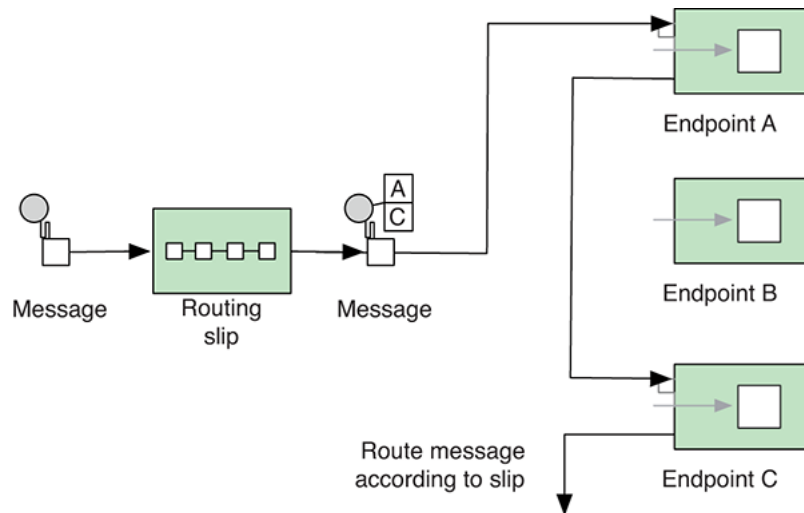 Endpoint A
A
C
Message
Routing
slip
Message
Endpoint B
Route message
according to slip
Endpoint C